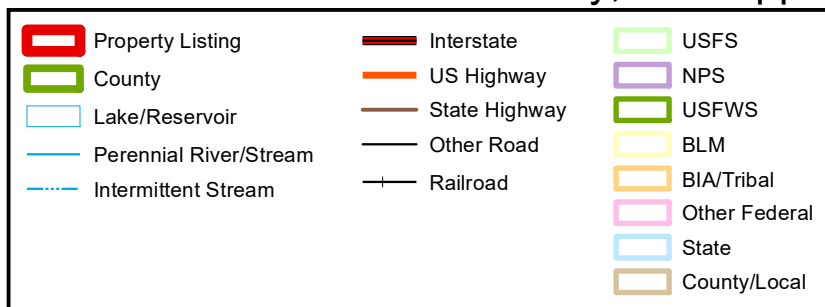 Property Listing
County
Lake/Reservoir
Perennial River/Stream
Intermittent Stream
Interstate
US Highway
State Highway
Other Road
Railroad
USFS
NPS
USFWS
BLM
BIA/Tribal
Other Federal
State
County/Local